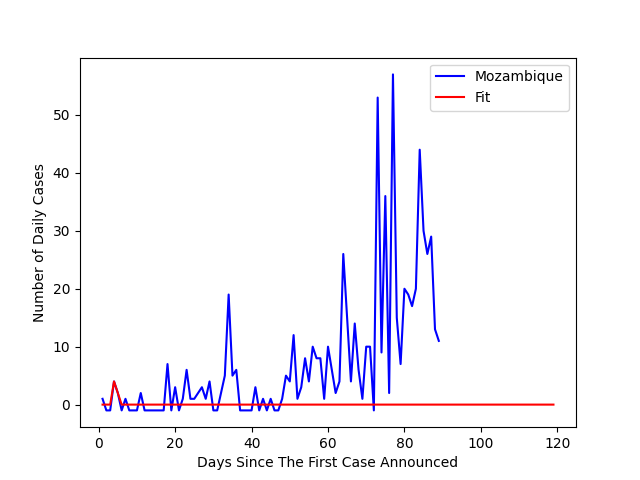 Mozambique
Fit
Number of Daily Cases
50
40
30
20
10
0
0 20 40 60 80 100 120
Days Since The First Case Announced